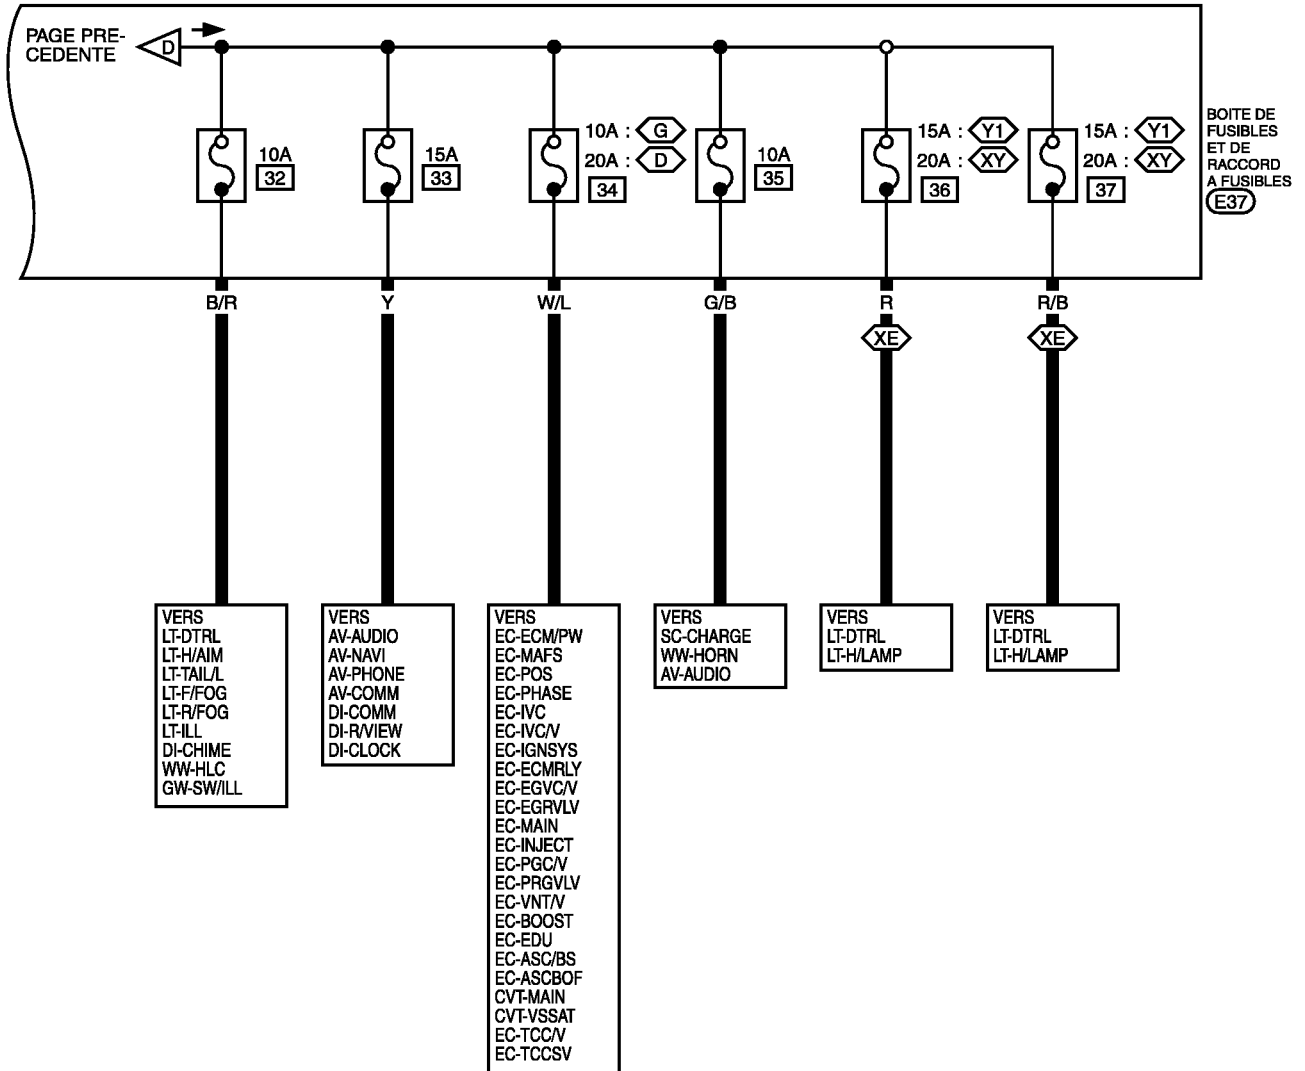 PAGE PRE-
CEDENTE
D
10A
32
15A
33
10A : G
20A : D
34
10A
35
15A : Y1
20A : XY
36
15A : Y1
20A : XY
37
BOITE DE
FUSIBLES
ET DE
RACCORD
A FUSIBLES
E37
B/R
Y
W/L
G/B
R
R/B
XE
XE
VERS
LT-DTRL
LT-H/AIM
LT-TAIL/L
LT-F/FOG
LT-R/FOG
LT-ILL
DI-CHIME
WW-HLC
GW-SW/ILL
VERS
AV-AUDIO
AV-NAVI
AV-PHONE
AV-COMM
DI-COMM
DI-R/VIEW
DI-CLOCK
VERS
EC-ECM/PW
EC-MAFS
EC-POS
EC-PHASE
EC-IVC
EC-IVC/V
EC-IGNSYS
EC-ECMRLY
EC-EGVC/V
EC-EGRVLV
EC-MAIN
EC-INJECT
EC-PGC/V
EC-PRGVLV
EC-VNT/V
EC-BOOST
EC-EDU
EC-ASC/BS
EC-ASCBOF
CVT-MAIN
CVT-VSSAT
EC-TCC/V
EC-TCCSV
VERS
SC-CHARGE
WW-HORN
AV-AUDIO
VERS
LT-DTRL
LT-H/LAMP
VERS
LT-DTRL
LT-H/LAMP